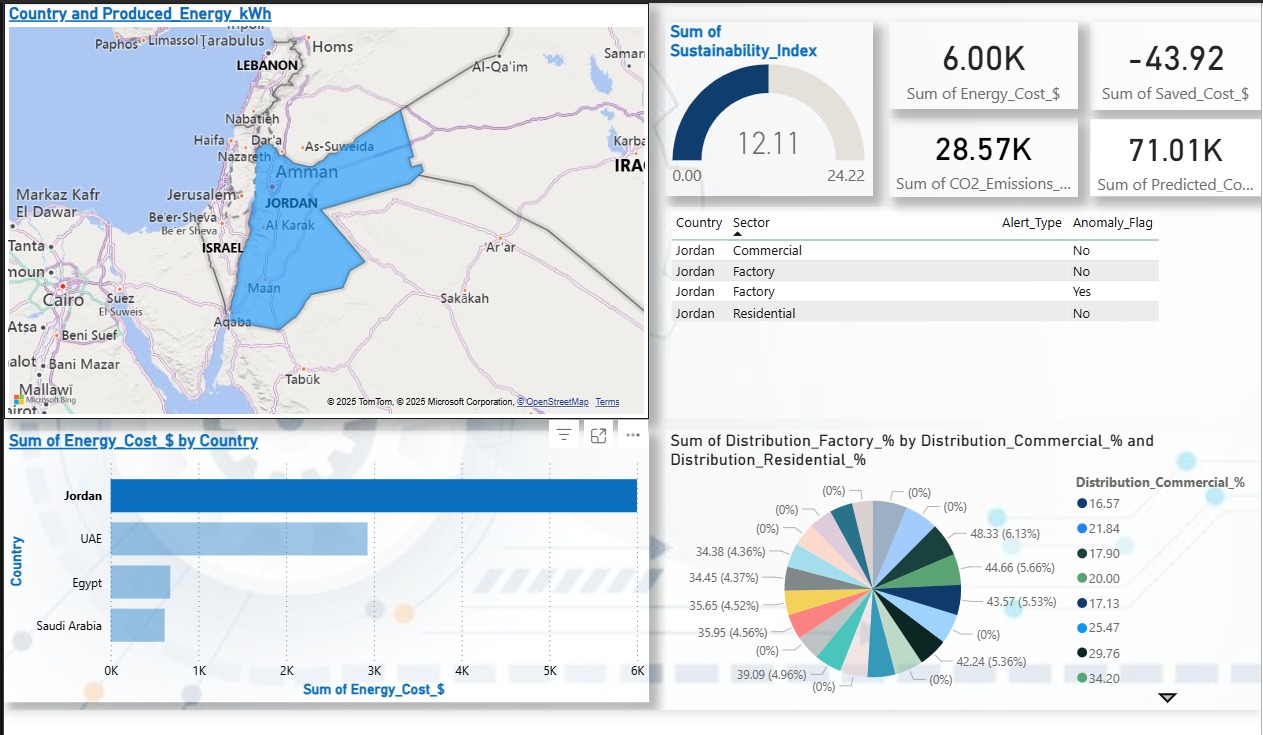 Country and Produced_Energy_kWh
Paphos
Limassol
Tarabulus
Homs
LEBANON
Al-Qa'im
Samar
Nabatieh
Haifa
Dar'a
As-Suweida
Nazareth
Karba
Amman
IRA
Markaz Kafr
El Dawar
Jerusalem
JORDAN
Be'er-Sheva
Be er Sheva
Al Karak
Tanta
ISRAEL
'Ar'ar
moun
Cairo
Suez
El Suweis
Maan
Sakākah
Atsa
Beni Suef
Aqaba
alot
Bani Mazar
Tabūk
Mallawī
Microsoft Bing
airot
© 2025 TomTom, © 2025 Microsoft Corporation, © OpenStreetMap Terms
Sum of
Sustainability_Index
12.11
0.00
24.22
6.00K
Sum of Energy_Cost_$
-43.92
Sum of Saved_Cost_$
28.57K
Sum of CO2_Emissions_...
71.01K
Sum of Predicted_Co...
Country Sector Alert_Type Anomaly_Flag
Jordan Commercial No
Jordan Factory No
Jordan Factory Yes
Jordan Residential No
Sum of Energy_Cost_$ by Country
Country
Jordan
UAE
Egypt
Saudi Arabia
0K 1K 2K 3K 4K 5K 6K
Sum of Energy_Cost_$
Sum of Distribution_Factory_% by Distribution_Commercial_% and
Distribution_Residential_%
(0%)
(0%)
(0%)
48.33 (6.13%)
44.66 (5.66%)
43.57 (5.53%)
(0%)
42.24 (5.36%)
(0%)
(0%)
39.09 (4.96%)
(0%)
35.95 (4.56%)
35.65 (4.52%)
34.45 (4.37%)
34.38 (4.36%)
(0%)
(0%)
Distribution_Commercial_%
16.57
21.84
17.90
20.00
17.13
25.47
29.76
34.20